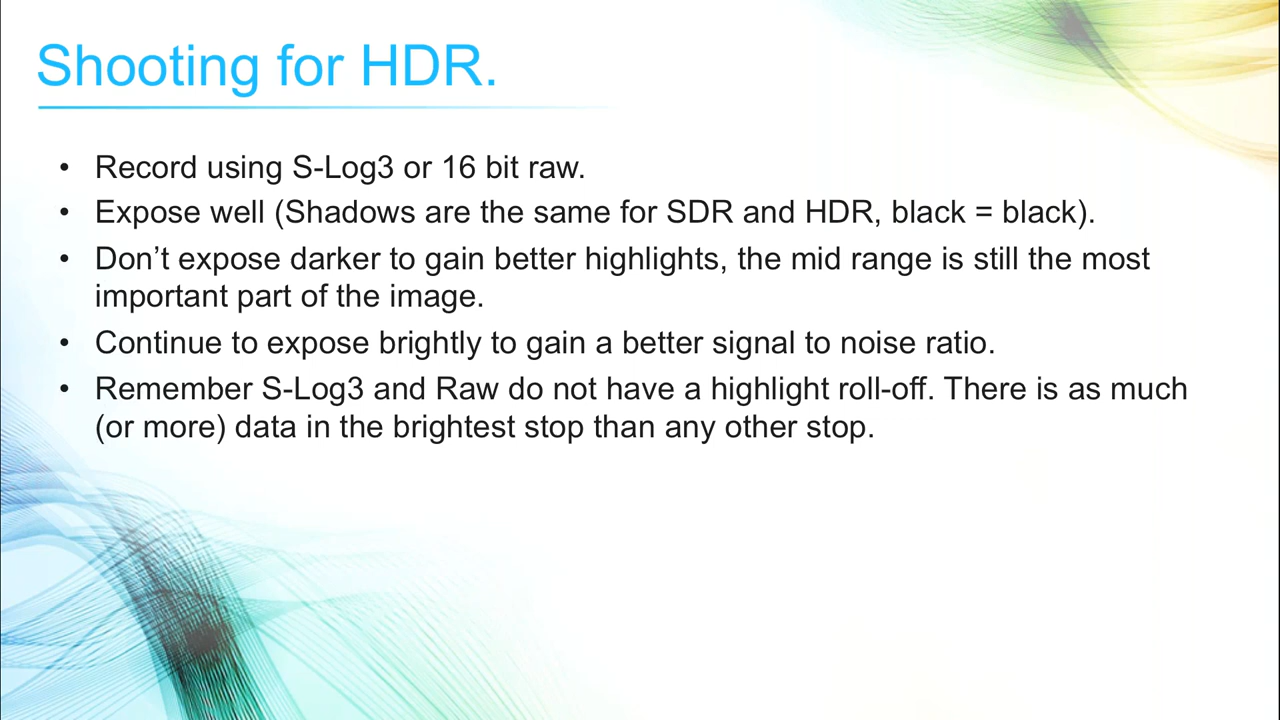 Shooting for HDR.
• Record using S-Log3 or 16 bit raw.
• Expose well (Shadows are the same for SDR and HDR, black = black).
• Don’t expose darker to gain better highlights, the mid range is still the most
important part of the image.
• Continue to expose brightly to gain a better signal to noise ratio.
• Remember S-Log3 and Raw do not have a highlight roll-off. There is as much
(or more) data in the brightest stop than any other stop.